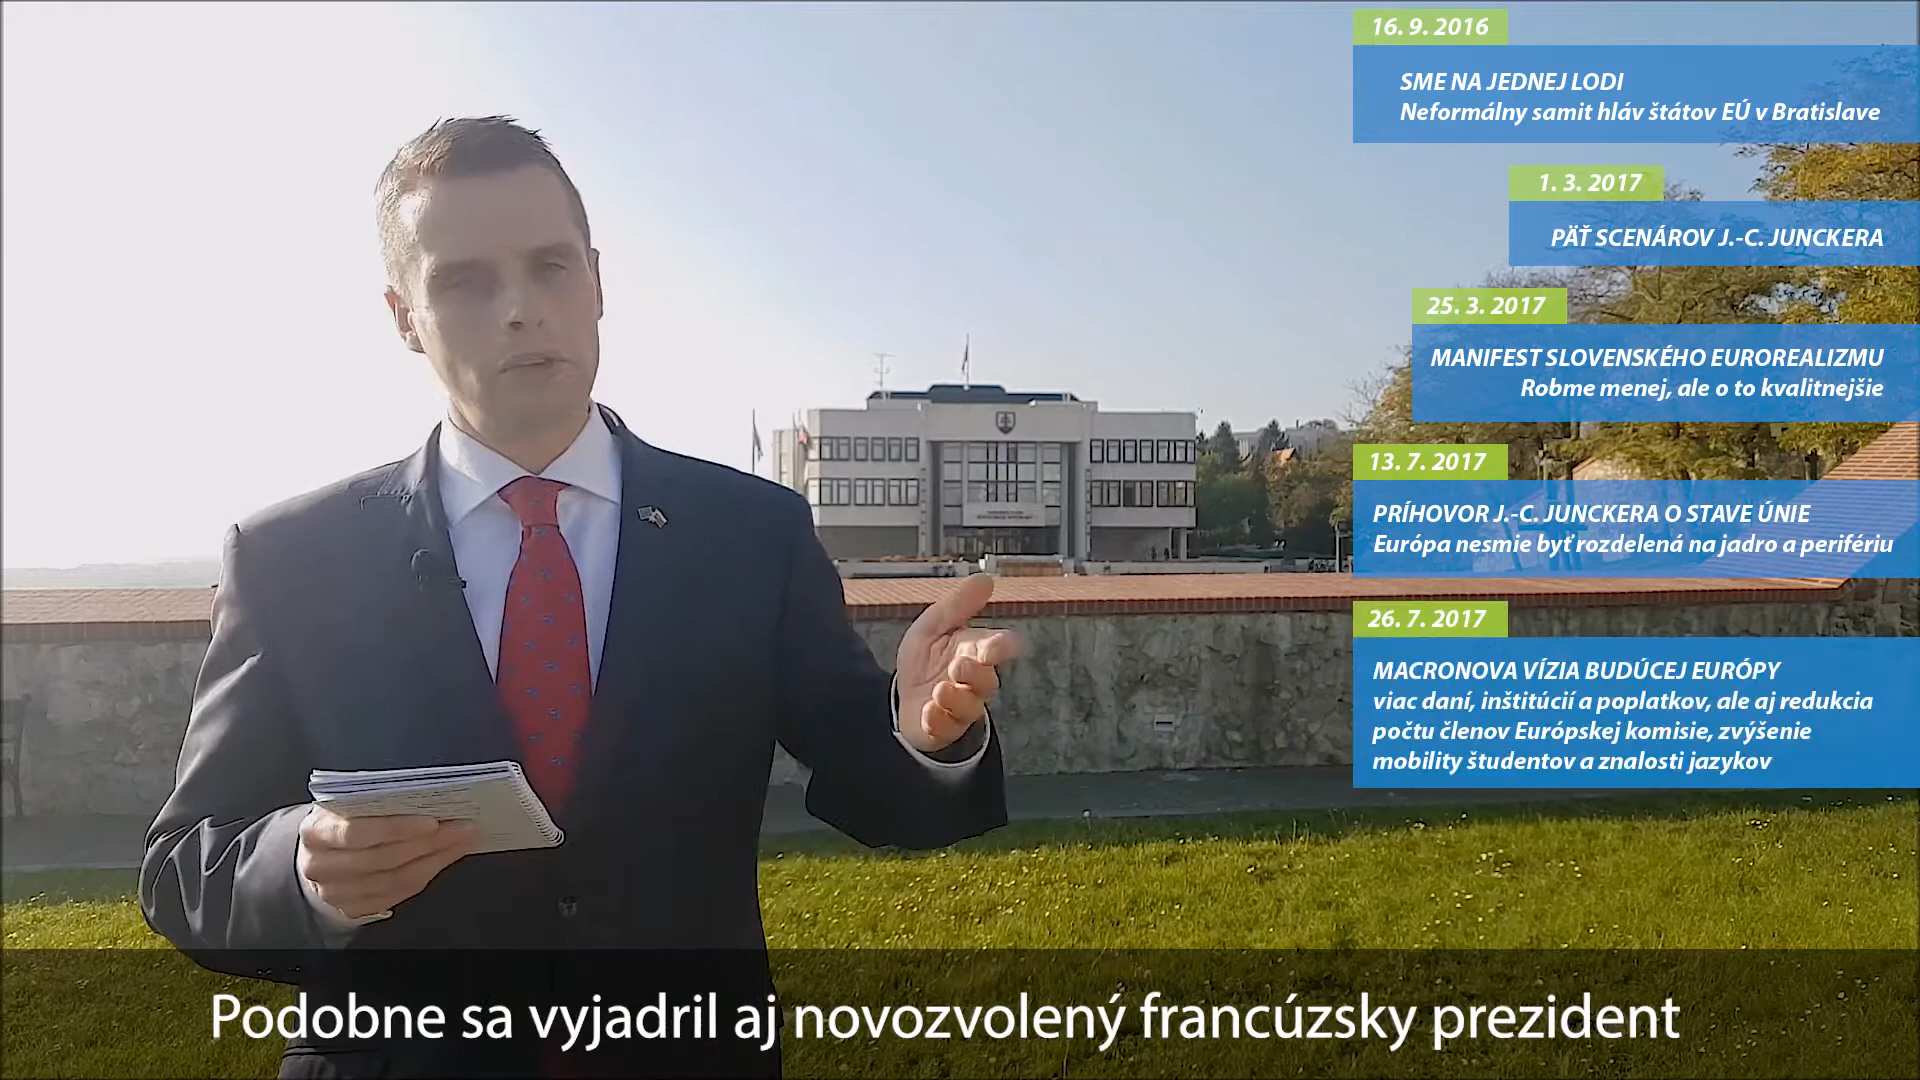 16. 9. 2016
SME NA JEDNEJ LODI
Neformálny samit hláv štátov EÚ v Bratislave
1. 3. 2017
PÄŤ SCENÁROV J.-C. JUNCKERA
25. 3. 2017
MANIFEST SLOVENSKÉHO EUROREALIZMU
Robme menej, ale o to kvalitnejšie
13. 7. 2017
PRÍHOVOR J.-C. JUNCKERA O STAVE ÚNIE
Európa nesmie byť rozdelená na jadro a perifériu
26. 7. 2017
MACRONOVA VÍZIA BUDÚCEJ EURÓPY
viac daní, inštitúcií a poplatkov, ale aj redukcia
počtu členov Európskej komisie, zvýšenie
mobility študentov a znalosti jazykov
Podobne sa vyjadril aj novozvolený francúzsky prezident